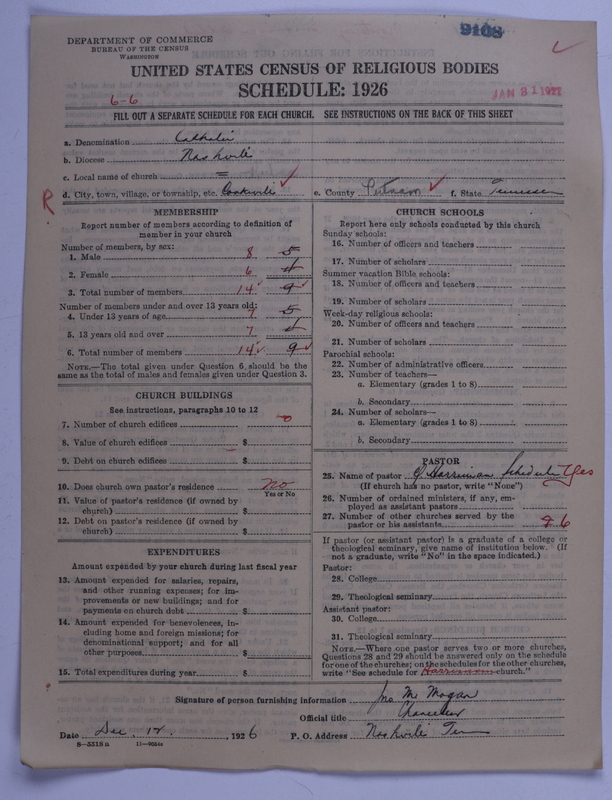 DEPARTMENT OF COMMERCE
BUREAU OF THE CENSUS
WASHINGTON
9108
UNITED STATES CENSUS OF RELIGIOUS BODIES
SCHEDULE: 1926
6-6
JAN 31 1927
FILL OUT A SEPARATE SCHEDULE FOR EACH CHURCH. SEE INSTRUCTIONS ON THE BACK OF THIS SHEET
a. Denomination Catholic
b. Diocese Nashville
c. Local name of church =
R d. City, town, village, or township, etc. Cookville e. County Putnam f. State Tennessee
MEMBERSHIP
Report number of members according to definition of
member in your church
Number of members, by sex:
1. Male 8 5
2. Female 6 4
3. Total number of members 14 9
Number of members under and over 13 years old:
4. Under 13 years of age 7 5
5. 13 years old and over 7 4
6. Total number of members 14 9
NOTE.—The total given under Question 6 should be
same as the total of males and females given under Question 3.
CHURCH BUILDINGS
See instructions, paragraphs 10 to 12
7. Number of church edifices 0
8. Value of church edifices $
9. Debt on church edifices $
10. Does church own pastor's residence No
Yes or No
11. Value of pastor's residence (if owned by
church) $
12. Debt on pastor's residence (if owned by
church) $
EXPENDITURES
Amount expended by your church during last fiscal year
13. Amount expended for salaries, repairs,
and other running expenses; for im-
provements or new buildings; and for
payments on church debt $
14. Amount expended for benevolences, in-
cluding home and foreign missions; for
denominational support; and for all
other purposes $
15. Total expenditures during year $
CHURCH SCHOOLS
Report here only schools conducted by this church
Sunday schools:
16. Number of officers and teachers
17. Number of scholars
Summer vacation Bible schools:
18. Number of officers and teachers
19. Number of scholars
Week-day religious schools:
20. Number of officers and teachers
21. Number of scholars
Parochial schools:
22. Number of administrative officers
23. Number of teachers—
a. Elementary (grades 1 to 8)
b. Secondary
24. Number of scholars—
a. Elementary (grades 1 to 8)
b. Secondary
PASTOR
25. Name of pastor Harriman Schedule Yes
(If church has no pastor, write "None")
26. Number of ordained ministers, if any, em-
ployed as assistant pastors
27. Number of other churches served by the
pastor or his assistants 6
If pastor (or assistant pastor) is a graduate of a college or
theological seminary, give name of institution below. (If
not a graduate, write "No" in the space indicated.)
Pastor:
28. College
29. Theological seminary
Assistant pastor:
30. College
31. Theological seminary
NOTE.—Where one pastor serves two or more churches,
Questions 28 and 29 should be answered only on the schedule
for one of the churches; on the schedules for the other churches,
write "See schedule for Harriman church."
Signature of person furnishing information Jno M. Mogan
Official title Chancellor
Date Dec. 14, 1926 P. O. Address Nashville Tenn
8-5518a 11-9054c